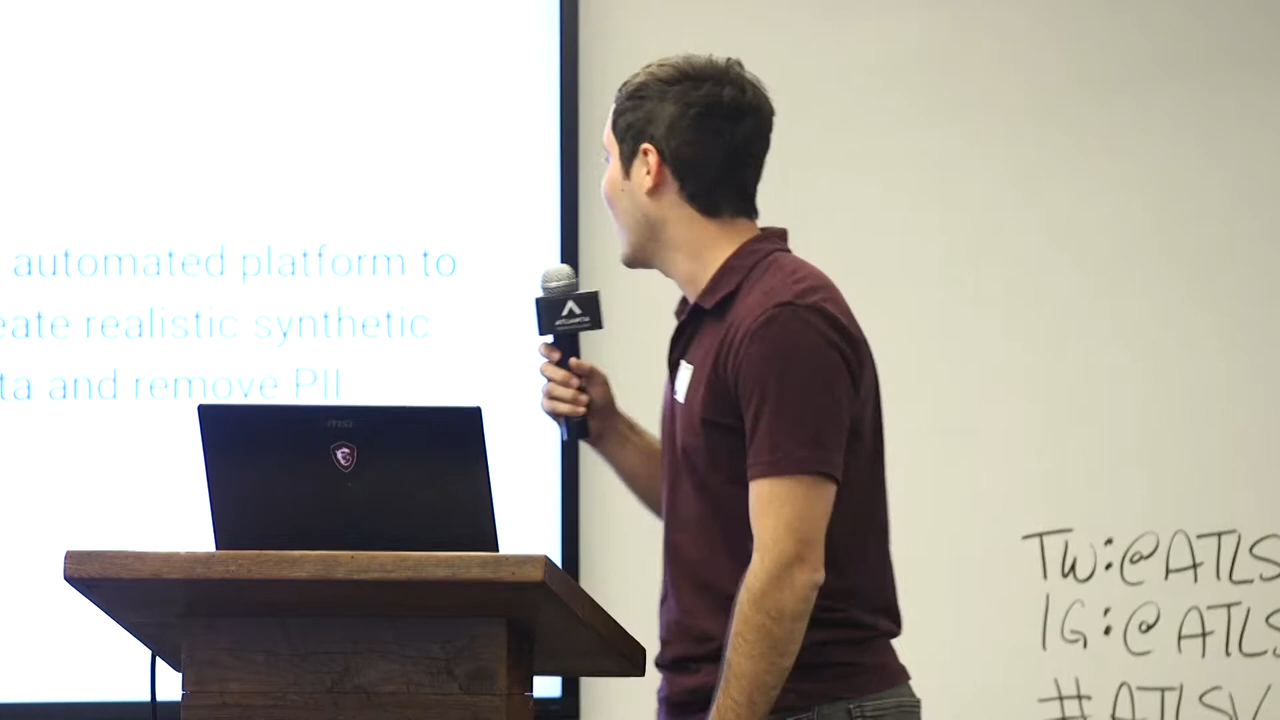 automated platform to
eate realistic synthetic
ta and remove PII
msi
TW:@ATLS
IG:@ATLS
#ATLSV